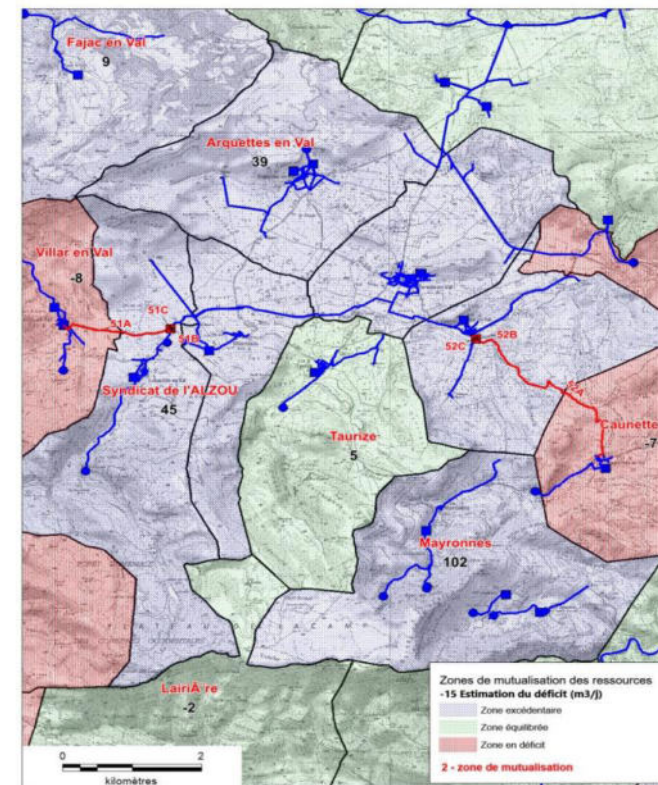 Fajac en Val
9
Arquettes en Val
39
Villar en Val
-8
51A
51C
51B
52B
52C
52A
Syndicat de l'ALZOU
45
Taurize
5
Caunette
-7
Mayronnes
102
LairiÃ re
-2
Zones de mutualisation des ressources
-15 Estimation du déficit (m3/j)
Zone excédentaire
Zone équilibrée
Zone en déficit
2 - zone de mutualisation
0 2
kilomètres